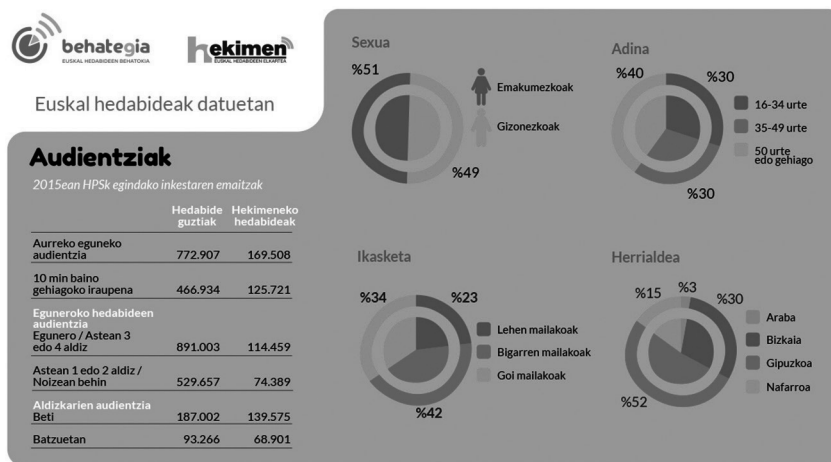 behategia
EUSKAL HEDABIDEEN BEHATOKIA
hekimen
EUSKAL HEDABIDEEN ELKARTEA
Euskal hedabideak datuetan
Audientziak
2015ean HPSk egindako inkestaren emaitzak
Hedabide guztiak Hekimeneko hedabideak
Aurreko eguneko
audientzia 772.907 169.508
10 min baino
gehiagoko iraupena 466.934 125.721
Eguneroko hedabideen
audientzia
Egunero / Astean 3
edo 4 aldiz 891.003 114.459
Astean 1 edo 2 aldiz /
Noizean behin 529.657 74.389
Aldizkarien audientzia
Beti 187.002 139.575
Batzuetan 93.266 68.901
Sexua
%51
%49
Emakumezkoak
Gizonezkoak
Adina
%40
%30
%30
16-34 urte
35-49 urte
50 urte
edo gehiago
Ikasketa
%34
%23
%42
Lehen mailakoak
Bigarren mailakoak
Goi mailakoak
Herrialdea
%3
%15
%30
%52
Araba
Bizkaia
Gipuzkoa
Nafarroa